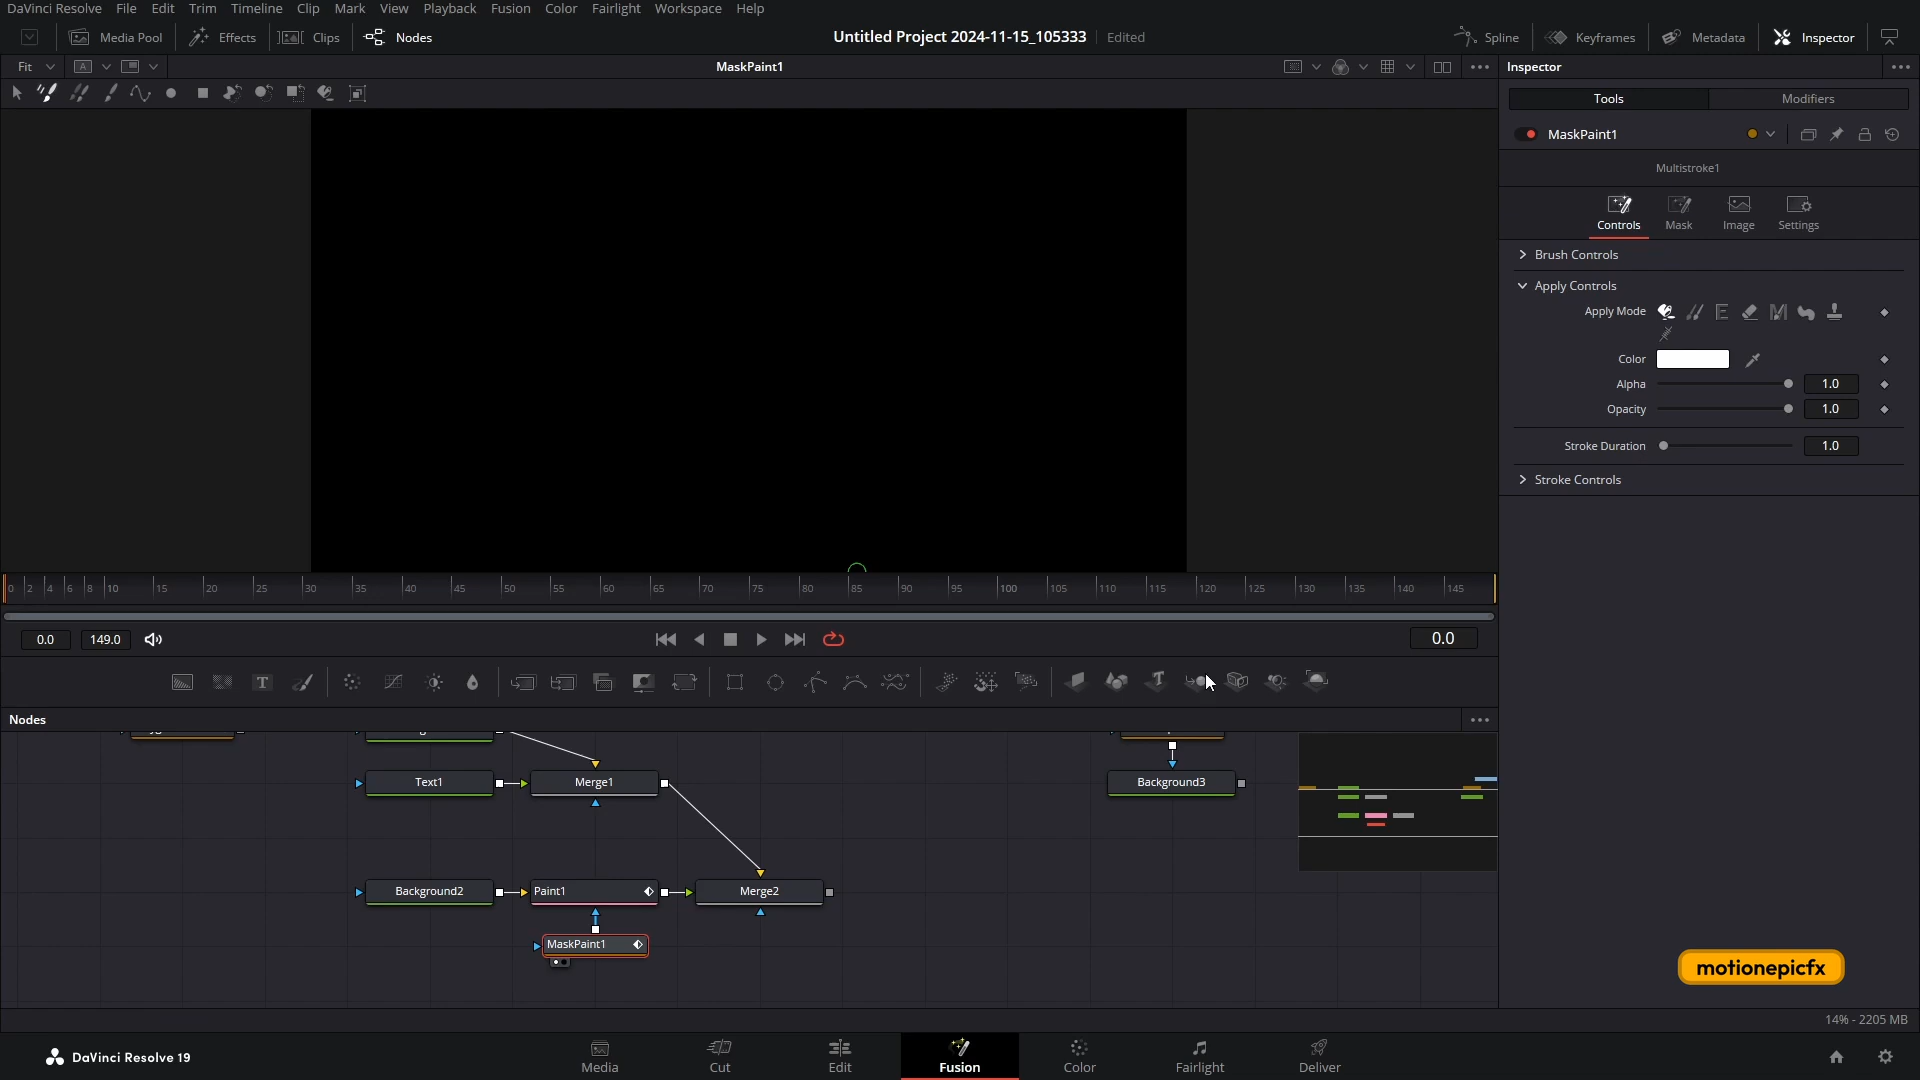 DaVinci Resolve File Edit Trim Timeline Clip Mark View Playback Fusion Color Fairlight Workspace Help
Media Pool Effects Clips Nodes Untitled Project 2024-11-15_105333 Edited Spline Keyframes Metadata Inspector
Fit A MaskPaint1 Inspector
Tools Modifiers
MaskPaint1
Multistroke1
Controls Mask Image Settings
Brush Controls
Apply Controls
Apply Mode
Color
Alpha 1.0
Opacity 1.0
Stroke Duration 1.0
Stroke Controls
0 2 4 6 8 10 15 20 25 30 35 40 45 50 55 60 65 70 75 80 85 90 95 100 105 110 115 120 125 130 135 140 145
0.0 149.0 0.0
Nodes
Text1 Merge1 Background3
Background2 Paint1 Merge2
MaskPaint1
motionepicfx
14% - 2205 MB
DaVinci Resolve 19
Media Cut Edit Fusion Color Fairlight Deliver